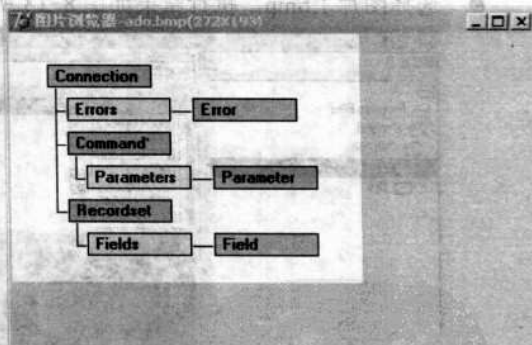 图片浏览器-ado.bmp(272X193)
Connection
Errors
Error
Command
Parameters
Parameter
Recordset
Fields
Field